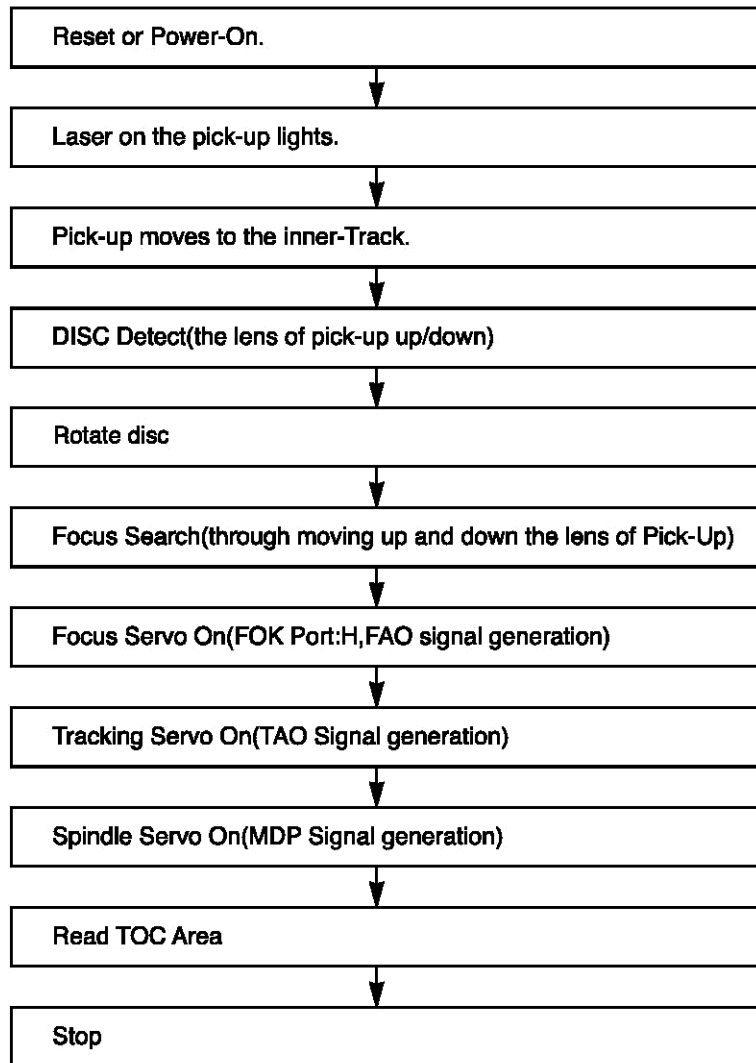 Reset or Power-On.
Laser on the pick-up lights.
Pick-up moves to the inner-Track.
DISC Detect(the lens of pick-up up/down)
Rotate disc
Focus Search(through moving up and down the lens of Pick-Up)
Focus Servo On(FOK Port:H,FAO signal generation)
Tracking Servo On(TAO Signal generation)
Spindle Servo On(MDP Signal generation)
Read TOC Area
Stop